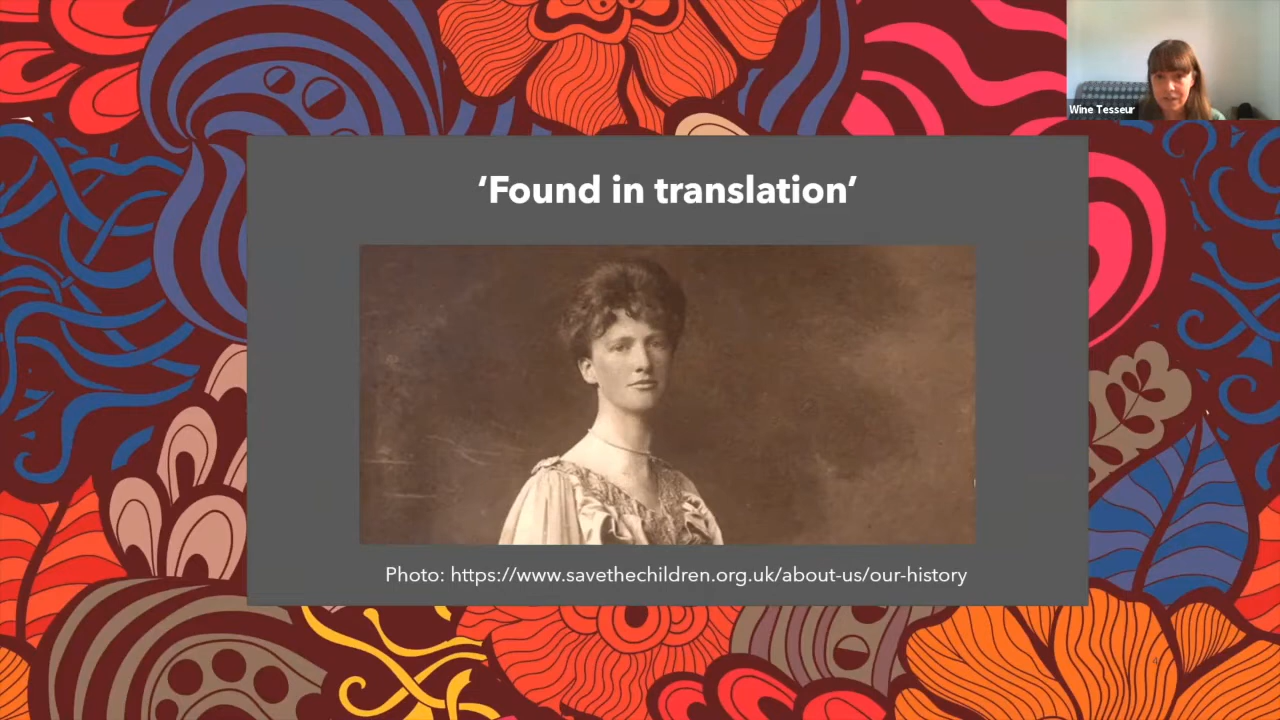 Wine Tesseur
‘Found in translation’
Photo: https://www.savethechildren.org.uk/about-us/our-history